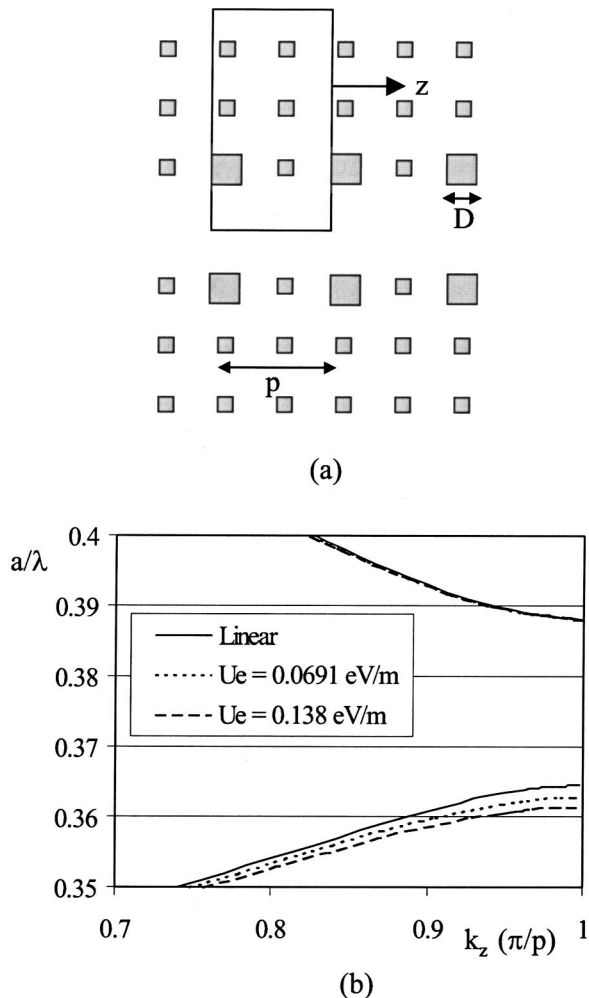 z
D
p
(a)
0.4
a/λ
0.39
Linear
0.38
Ue = 0.0691 eV/m
Ue = 0.138 eV/m
0.37
0.36
0.35
0.7
0.8
0.9
1
k_z (π/p)
(b)